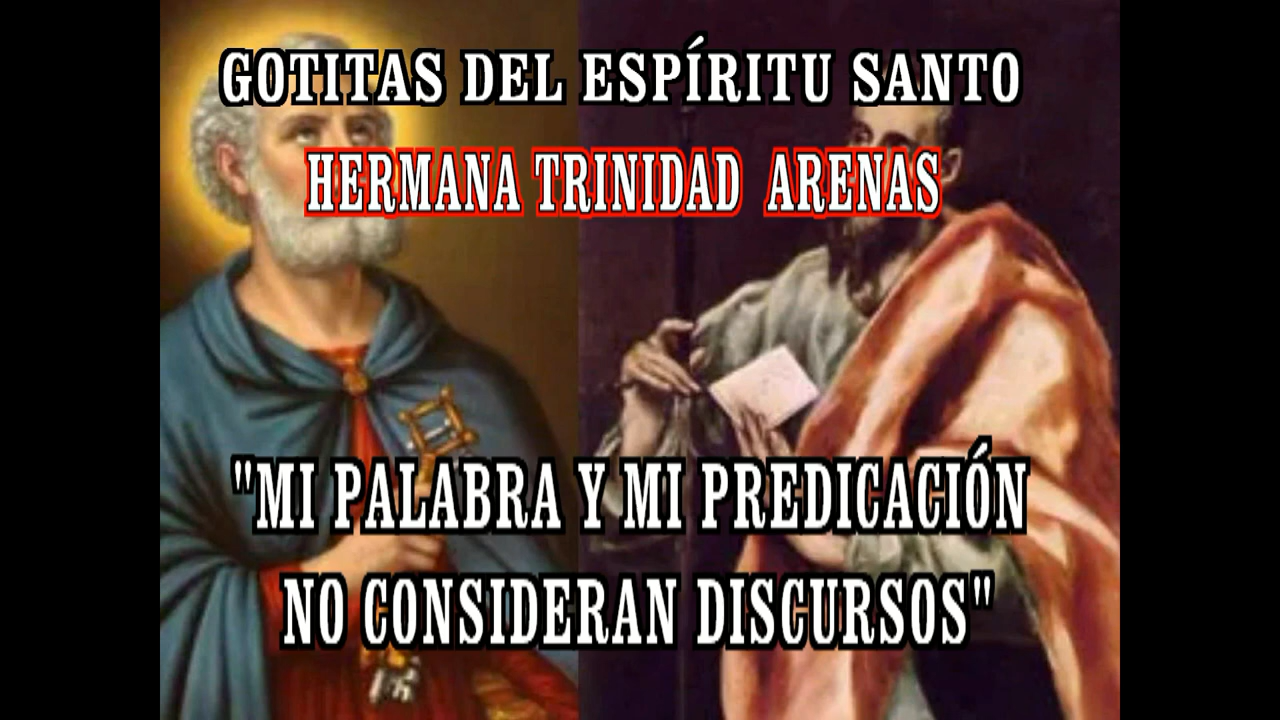 GOTITAS DEL ESPÍRITU SANTO
HERMANA TRINIDAD ARENAS
"MI PALABRA Y MI PREDICACIÓN
NO CONSIDERAN DISCURSOS"